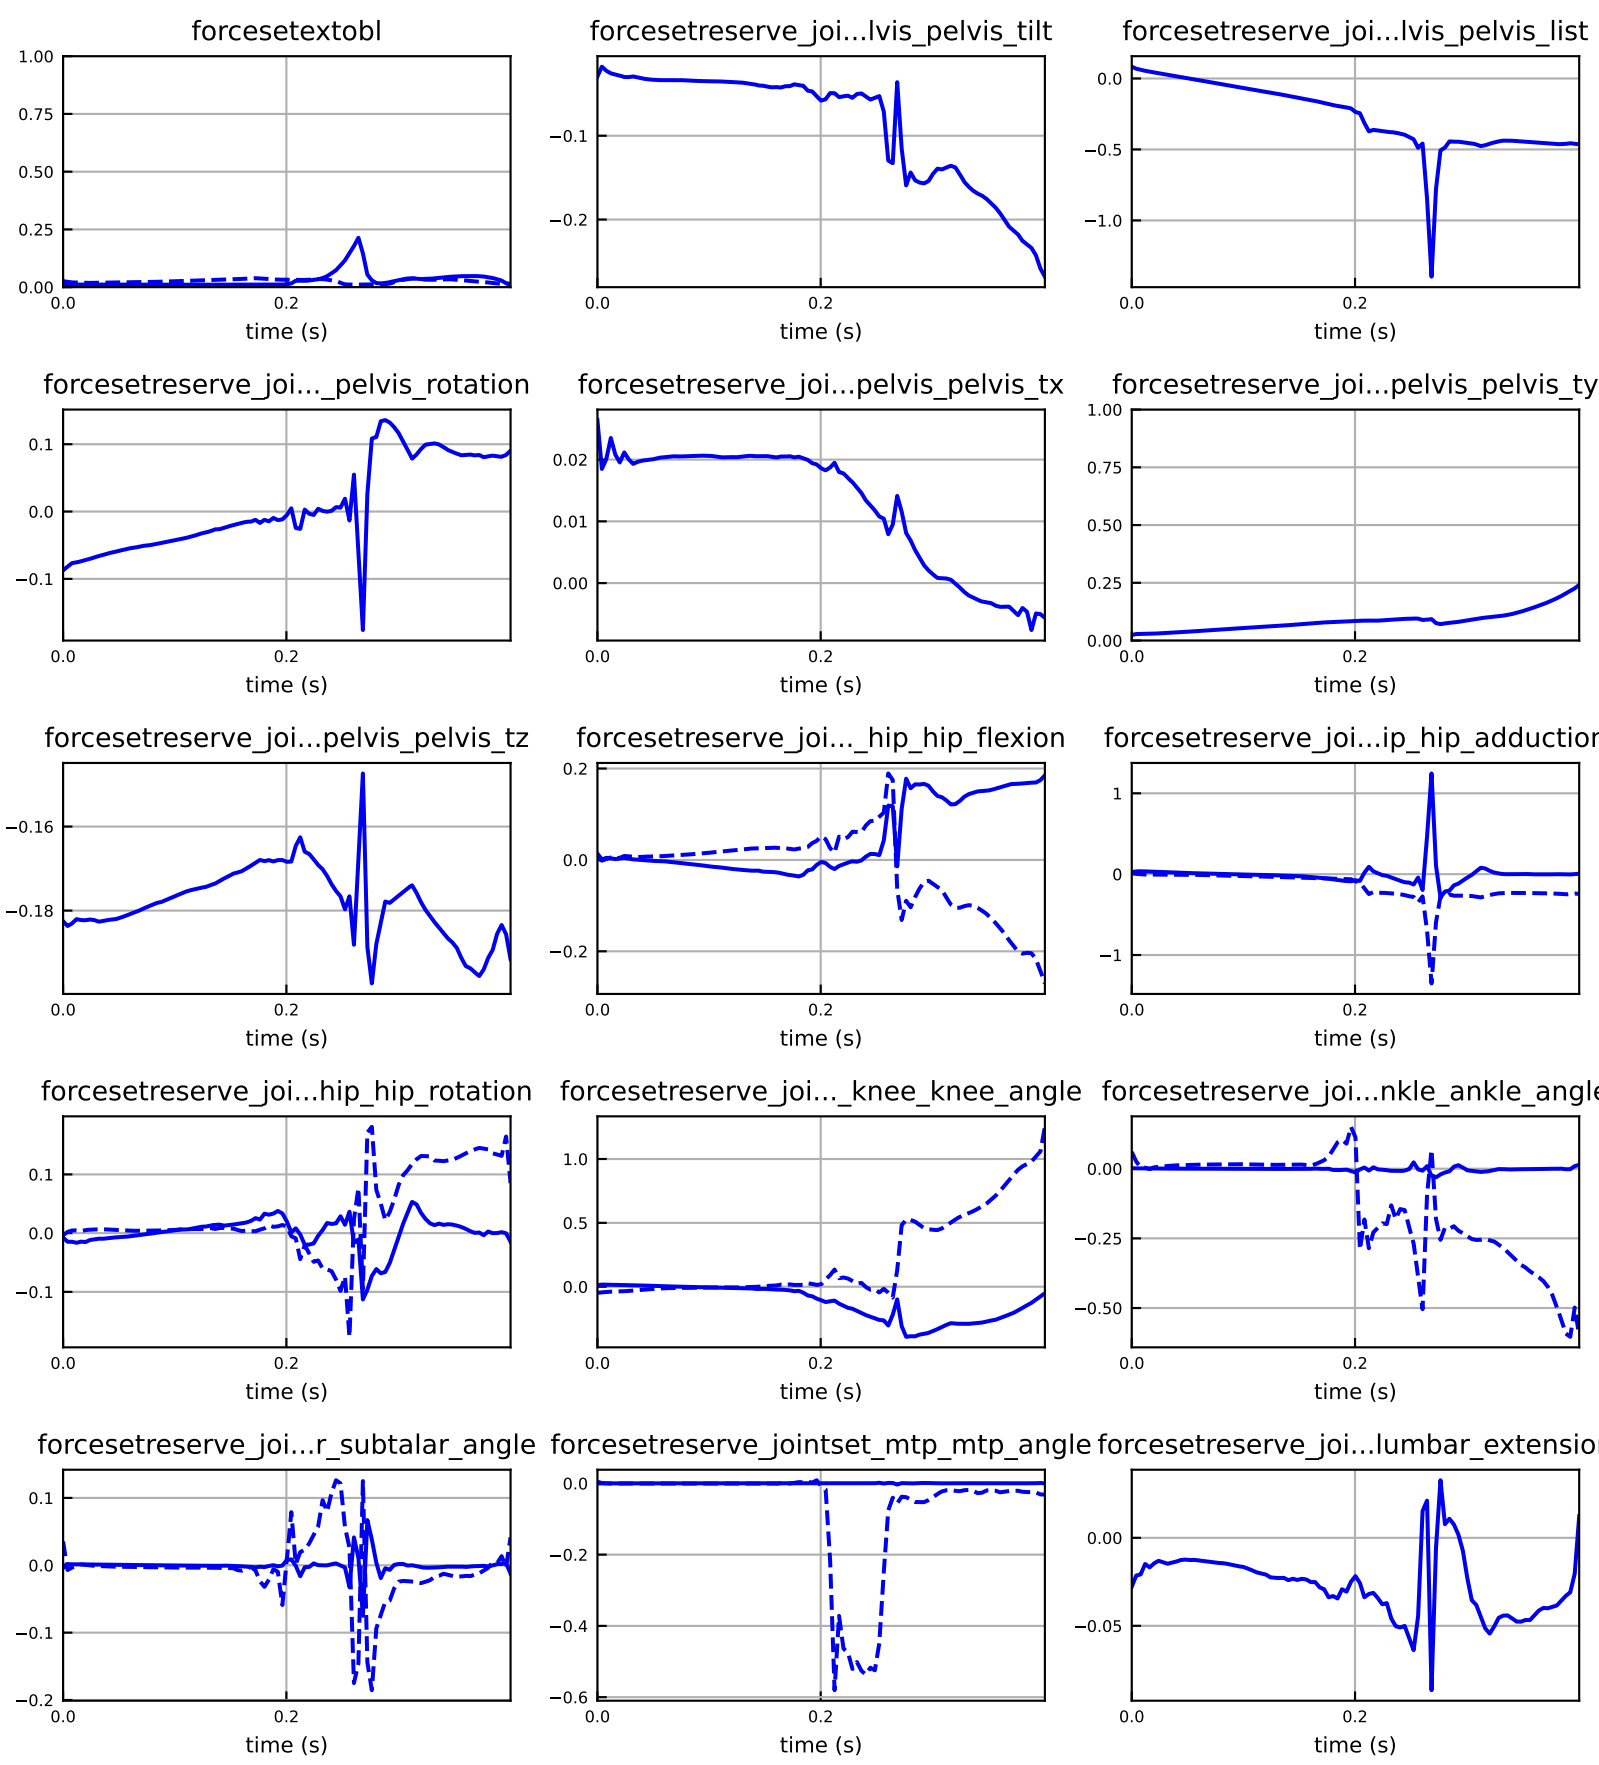 forcesetextobl
forcesetreserve_joi...lvis_pelvis_tilt
forcesetreserve_joi...lvis_pelvis_list
1.00
0.75
0.50
0.25
0.00
0.0
0.2
time (s)
−0.1
−0.2
0.0
0.2
time (s)
0.0
−0.5
−1.0
0.0
0.2
time (s)
forcesetreserve_joi..._pelvis_rotation
forcesetreserve_joi...pelvis_pelvis_tx
forcesetreserve_joi...pelvis_pelvis_ty
0.1
0.0
−0.1
0.0
0.2
time (s)
0.02
0.01
0.00
0.0
0.2
time (s)
1.00
0.75
0.50
0.25
0.00
0.0
0.2
time (s)
forcesetreserve_joi...pelvis_pelvis_tz
forcesetreserve_joi..._hip_hip_flexion
forcesetreserve_joi...ip_hip_adduction
−0.16
−0.18
0.0
0.2
time (s)
0.2
0.0
−0.2
0.0
0.2
time (s)
1
0
−1
0.0
0.2
time (s)
forcesetreserve_joi...hip_hip_rotation
forcesetreserve_joi..._knee_knee_angle
forcesetreserve_joi...nkle_ankle_angle
0.1
0.0
−0.1
0.0
0.2
time (s)
1.0
0.5
0.0
0.0
0.2
time (s)
0.00
−0.25
−0.50
0.0
0.2
time (s)
forcesetreserve_joi...r_subtalar_angle
forcesetreserve_jointset_mtp_mtp_angle
forcesetreserve_joi...lumbar_extension
0.1
0.0
−0.1
−0.2
0.0
0.2
time (s)
0.0
−0.2
−0.4
−0.6
0.0
0.2
time (s)
0.00
−0.05
0.0
0.2
time (s)